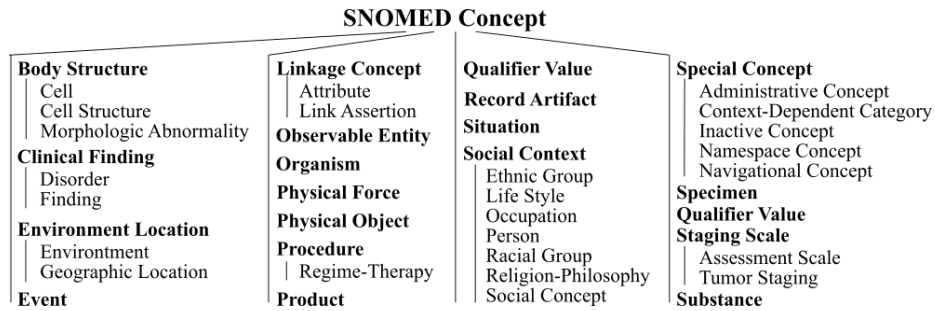 SNOMED Concept
Body Structure
Cell
Cell Structure
Morphologic Abnormality
Clinical Finding
Disorder
Finding
Environment Location
Environtment
Geographic Location
Event
Linkage Concept
Attribute
Link Assertion
Observable Entity
Organism
Physical Force
Physical Object
Procedure
Regime-Therapy
Product
Qualifier Value
Record Artifact
Situation
Social Context
Ethnic Group
Life Style
Occupation
Person
Racial Group
Religion-Philosophy
Social Concept
Special Concept
Administrative Concept
Context-Dependent Category
Inactive Concept
Namespace Concept
Navigational Concept
Specimen
Qualifier Value
Staging Scale
Assessment Scale
Tumor Staging
Substance